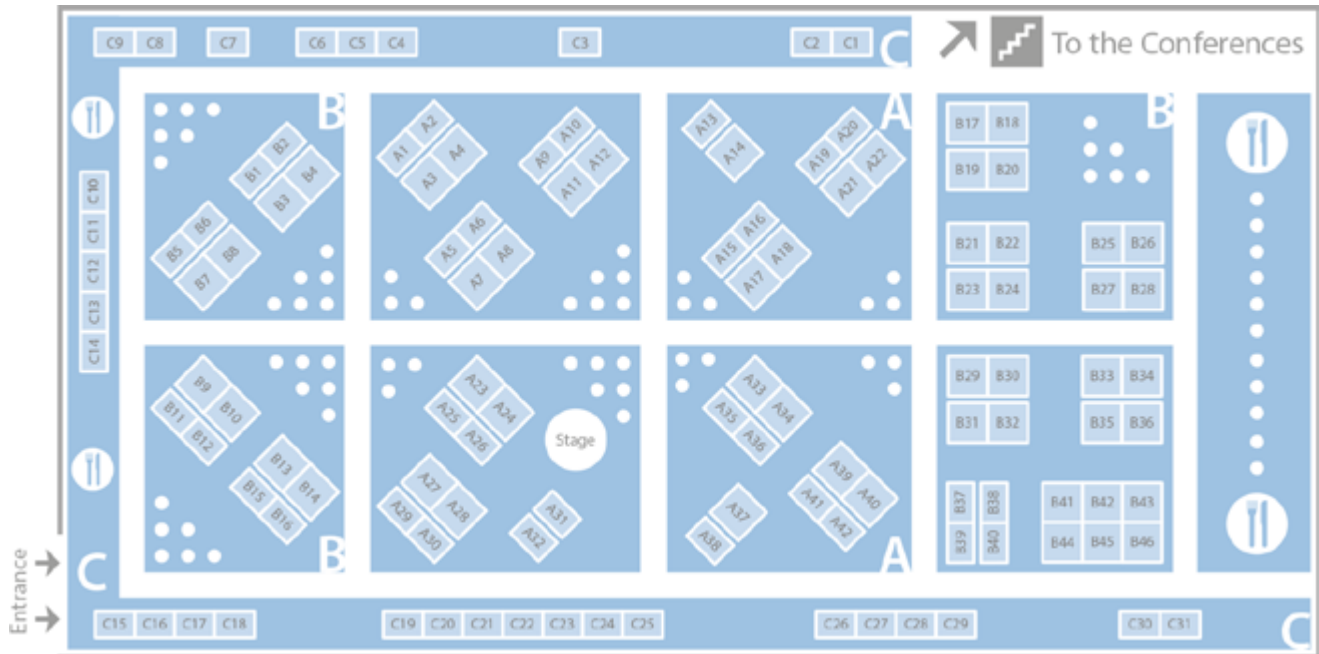 C9 C8 C7 C6 C5 C4 C3 C2 C1 C
To the Conferences
B
A
B
C10
C11
C12
C13
C14
B1 B2
B3 B4
B5 B6
B7 B8
A1 A2
A3 A4
A5 A6
A7 A8
A9 A10
A11 A12
A13
A14
A15 A16
A17 A18
A19 A20
A21 A22
B17 B18
B19 B20
B21 B22
B23 B24
B25 B26
B27 B28
B9 B10
B11 B12
B13 B14
B15 B16
B
A23 A24
A25 A26
Stage
A27 A28
A29 A30
A31
A32
A33 A34
A35 A36
A37
A38
A39 A40
A41 A42
A
B29 B30
B31 B32
B33 B34
B35 B36
B37 B38
B39 B40
B41 B42 B43
B44 B45 B46
Entrance
C
C15 C16 C17 C18 C19 C20 C21 C22 C23 C24 C25 C26 C27 C28 C29 C30 C31 C